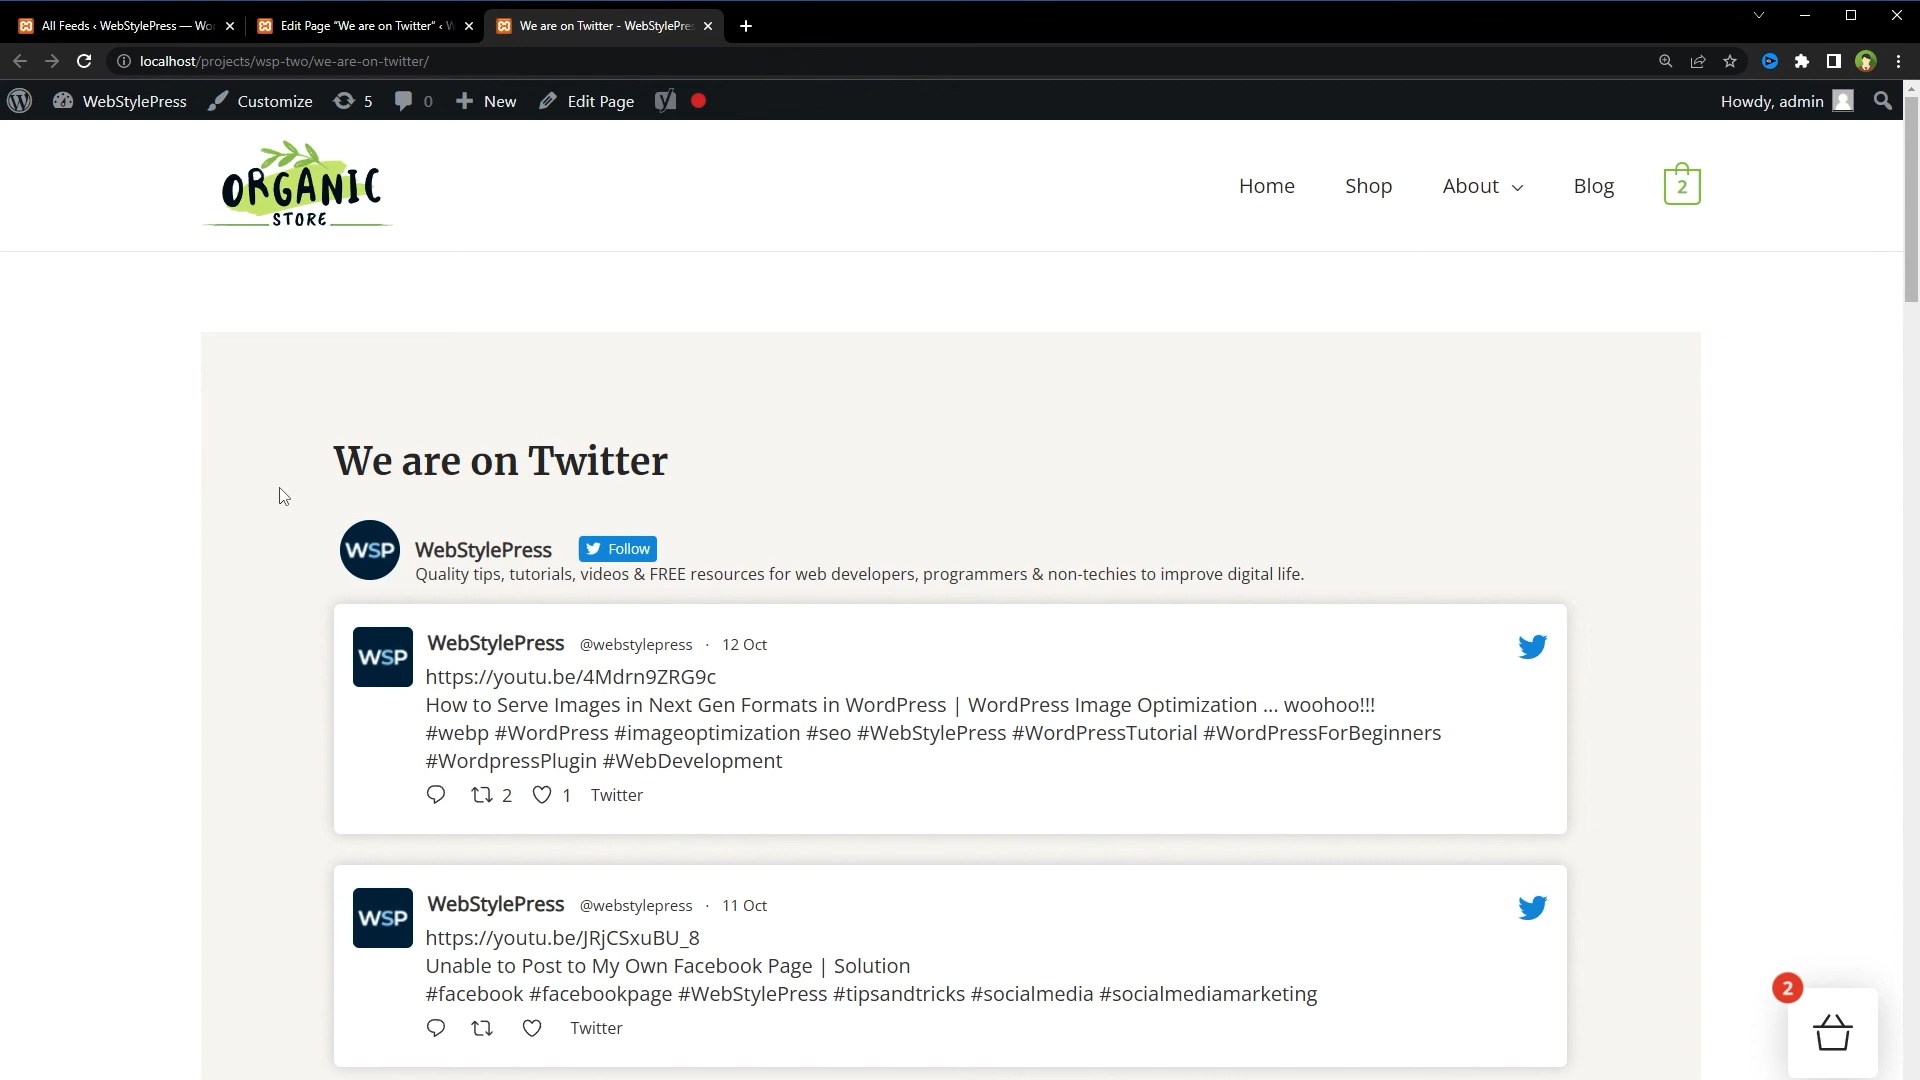 All Feeds ‹ WebStylePress — Wor
Edit Page “We are on Twitter” ‹ W
We are on Twitter - WebStylePres
localhost/projects/wsp-two/we-are-on-twitter/
WebStylePress
Customize
5
0
New
Edit Page
Howdy, admin
ORGANIC
STORE
Home
Shop
About
Blog
2
We are on Twitter
WSP
WebStylePress
Follow
Quality tips, tutorials, videos & FREE resources for web developers, programmers & non-techies to improve digital life.
WSP
WebStylePress @webstylepress · 12 Oct
https://youtu.be/4Mdrn9ZRG9c
How to Serve Images in Next Gen Formats in WordPress | WordPress Image Optimization ... woohoo!!!
#webp #WordPress #imageoptimization #seo #WebStylePress #WordPressTutorial #WordPressForBeginners
#WordpressPlugin #WebDevelopment
2 1 Twitter
WSP
WebStylePress @webstylepress · 11 Oct
https://youtu.be/JRjCSxuBU_8
Unable to Post to My Own Facebook Page | Solution
#facebook #facebookpage #WebStylePress #tipsandtricks #socialmedia #socialmediamarketing
Twitter
2